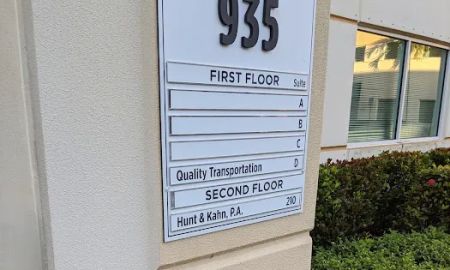 935
FIRST FLOOR Suite
A
B
C
Quality Transportation D
SECOND FLOOR
Hunt & Kahn, P.A. 210